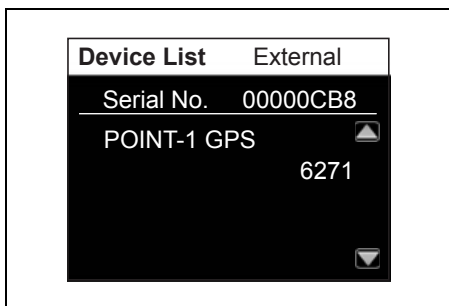 Device List External
Serial No. 00000CB8
POINT-1 GPS
6271